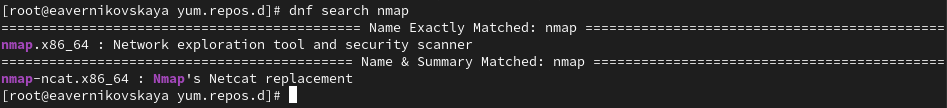 [root@eavernikovskaya yum.repos.d]# dnf search nmap
============================================= Name Exactly Matched: nmap =============================================
nmap.x86_64 : Network exploration tool and security scanner
============================================ Name & Summary Matched: nmap ============================================
nmap-ncat.x86_64 : Nmap's Netcat replacement
[root@eavernikovskaya yum.repos.d]#